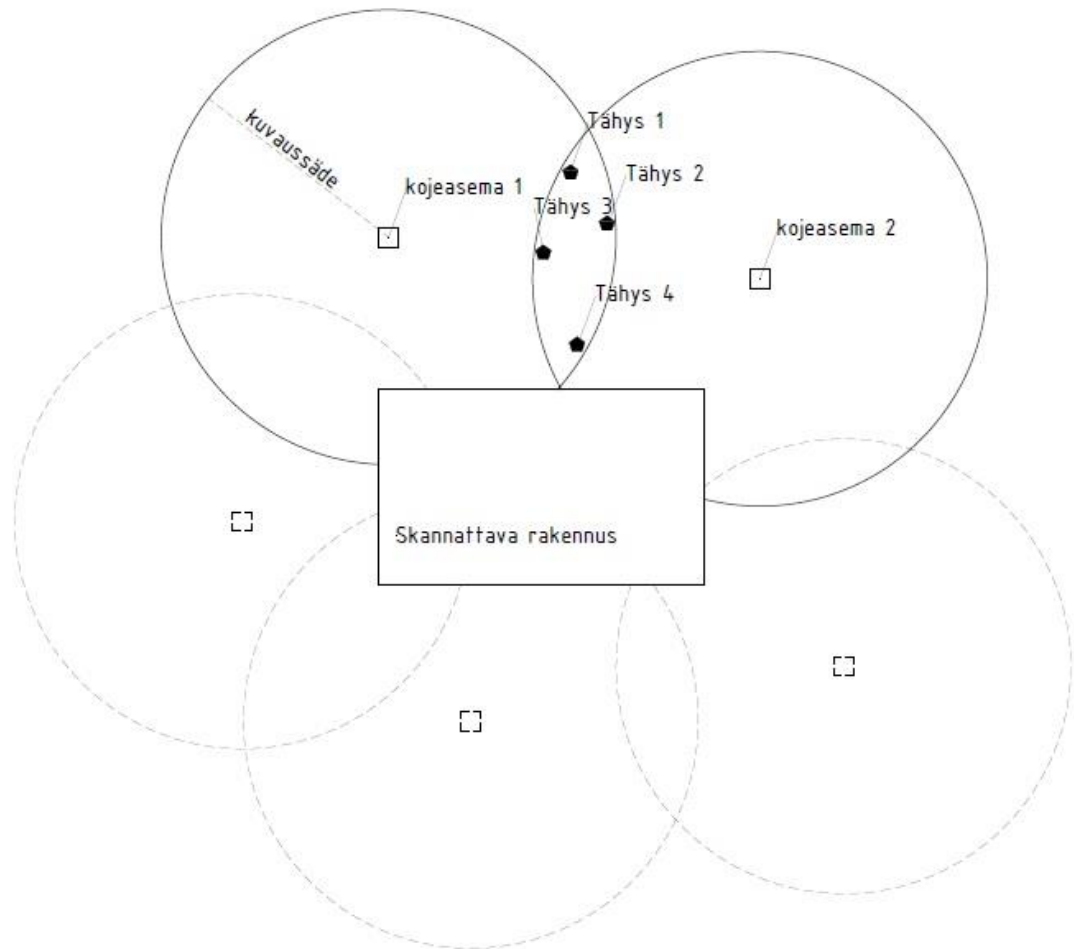 Tähys 1
kuvaussäde
Tähys 2
kojeasema 1
Tähys 3
kojeasema 2
Tähys 4
Skannattava rakennus